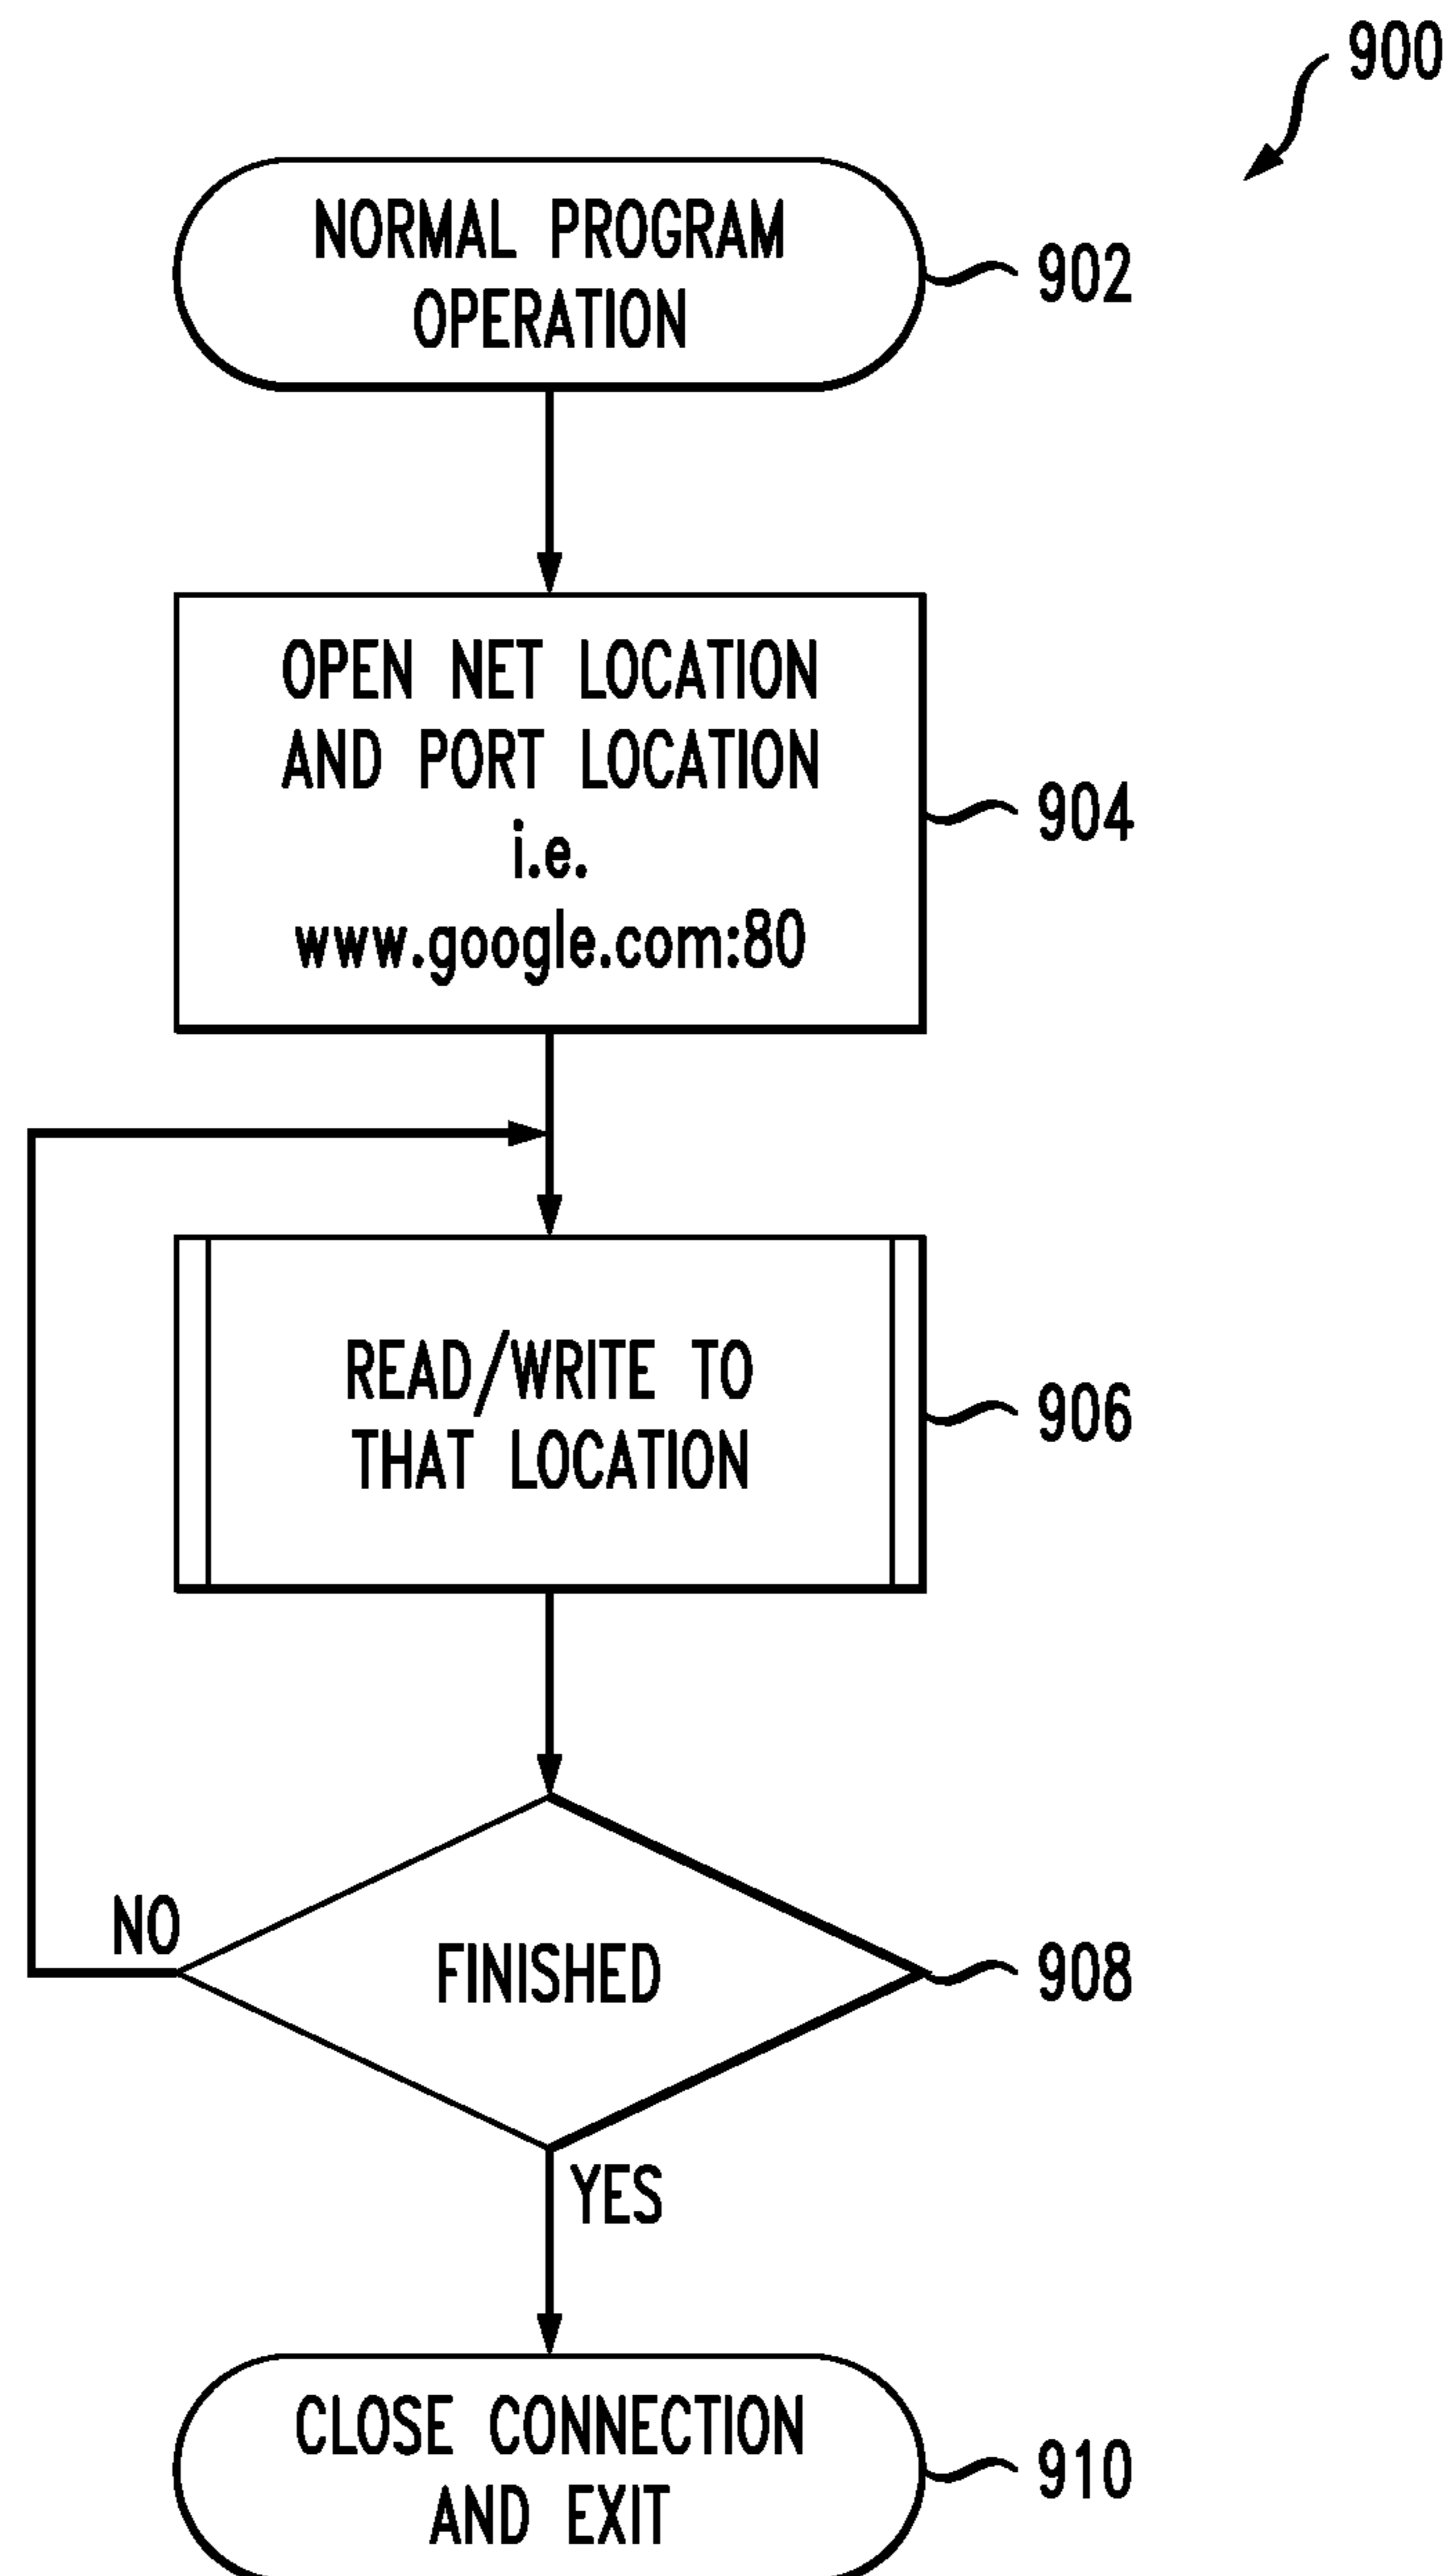 900
NORMAL PROGRAM
OPERATION
902
OPEN NET LOCATION
AND PORT LOCATION
i.e.
www.google.com:80
904
READ/WRITE TO
THAT LOCATION
906
NO
FINISHED
908
YES
CLOSE CONNECTION
AND EXIT
910